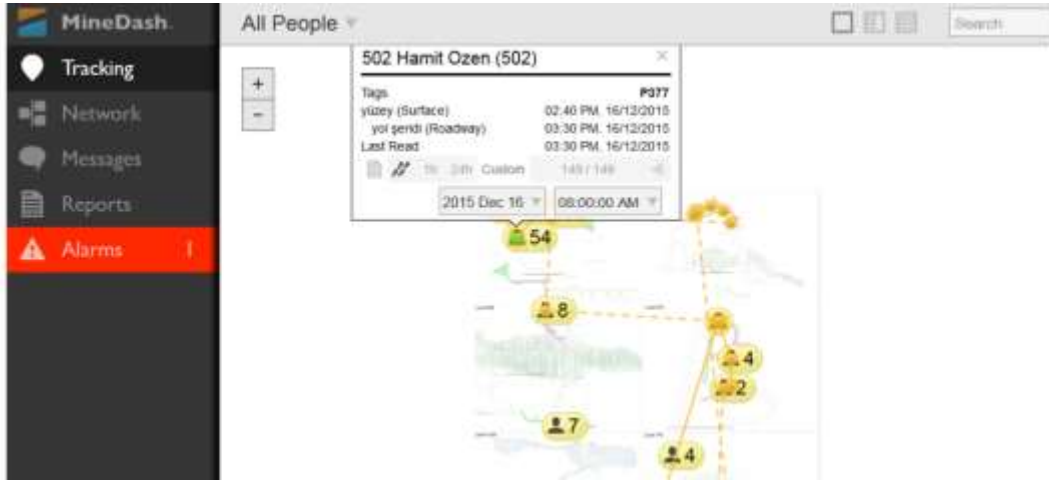 MineDash
All People
Search
Tracking
Network
Messages
Reports
Alarms 1
+
-
502 Hamit Ozen (502)
Tags P377
yüzey (Surface) 02:40 PM, 16/12/2015
yol şeridi (Roadway) 03:30 PM, 16/12/2015
Last Read 03:30 PM, 16/12/2015
1h 24h Custom 149 / 149
2015 Dec 16 08:00:00 AM
54
8
4
2
7
4